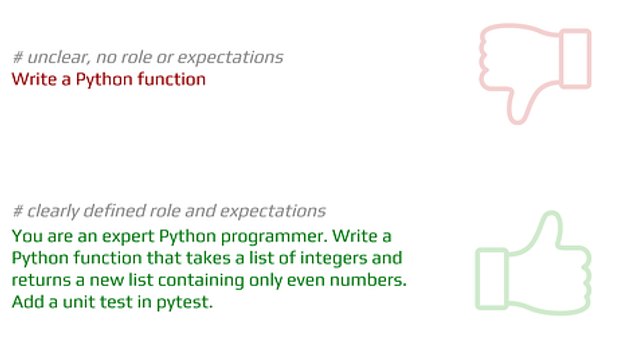 # unclear, no role or expectations
Write a Python function
# clearly defined role and expectations
You are an expert Python programmer. Write a
Python function that takes a list of integers and
returns a new list containing only even numbers.
Add a unit test in pytest.